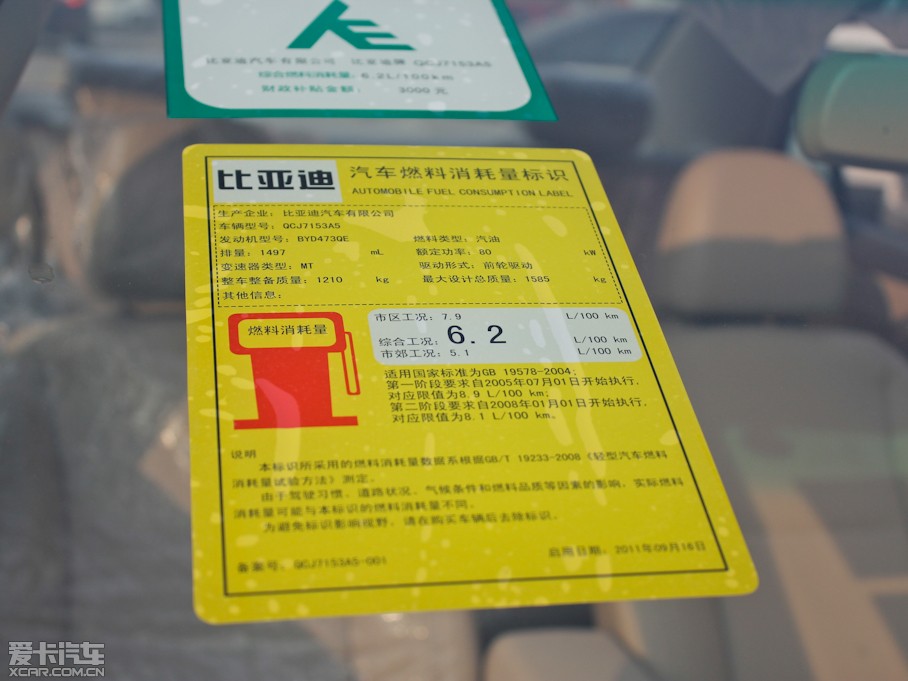 比亚迪汽车有限公司 比亚迪牌 QCJ7153A5
综合燃料消耗量: 6.2L/100km
财政补贴金额: 3000 元
比亚迪 汽车燃料消耗量标识
AUTOMOBILE FUEL CONSUMPTION LABEL
生产企业: 比亚迪汽车有限公司
车辆型号: QCJ7153A5
发动机型号: BYD473QE 燃料类型: 汽油
排量: 1497 mL 额定功率: 80 kW
变速器类型: MT 驱动形式: 前轮驱动
整车整备质量: 1210 kg 最大设计总质量: 1585 kg
其他信息:
燃料消耗量
市区工况: 7.9 L/100 km
综合工况: 6.2 L/100 km
市郊工况: 5.1 L/100 km
适用国家标准为GB 19578-2004;
第一阶段要求自2005年07月01日开始执行,
对应限值为8.9 L/100 km;
第二阶段要求自2008年01月01日开始执行,
对应限值为8.1 L/100 km。
说明
本标识所采用的燃料消耗量数据系根据GB/T 19233-2008《轻型汽车燃料
消耗量试验方法》测定。
由于驾驶习惯、道路状况、气候条件和燃料品质等因素的影响,实际燃料
消耗量可能与本标识的燃料消耗量不同。
为避免标识影响视野,请在购买车辆后去除标识。
备案号: QCJ7153A5-001 启用日期: 2011年09月16日
爱卡汽车
XCAR.COM.CN